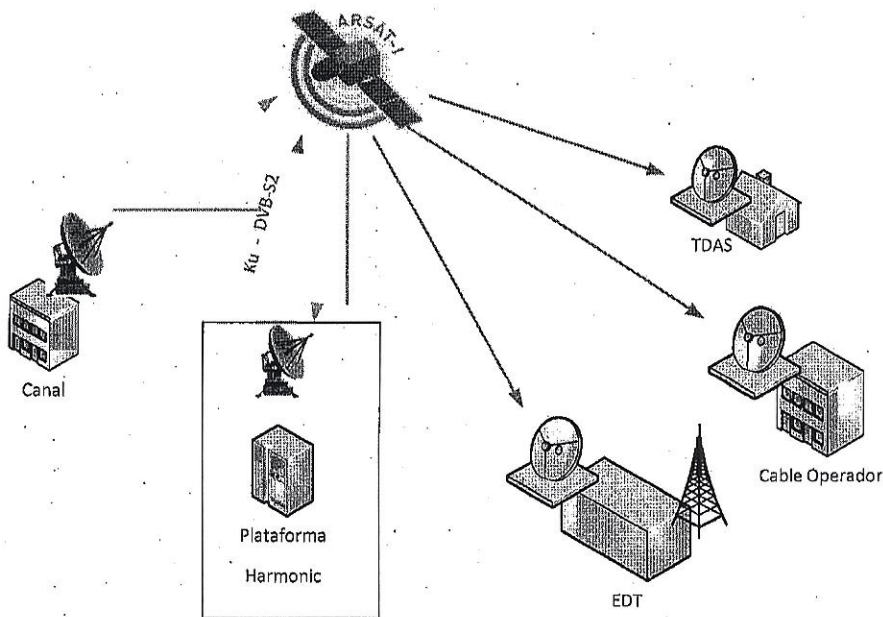 ARSAT-1
Ku - DVB-S2
TDAS
Canal
Cable Operador
Plataforma
Harmonic
EDT